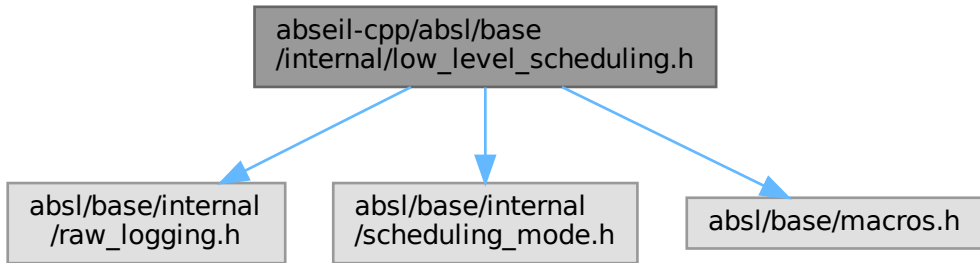 abseil-cpp/absl/base
/internal/low_level_scheduling.h
absl/base/internal
/raw_logging.h
absl/base/internal
/scheduling_mode.h
absl/base/macros.h